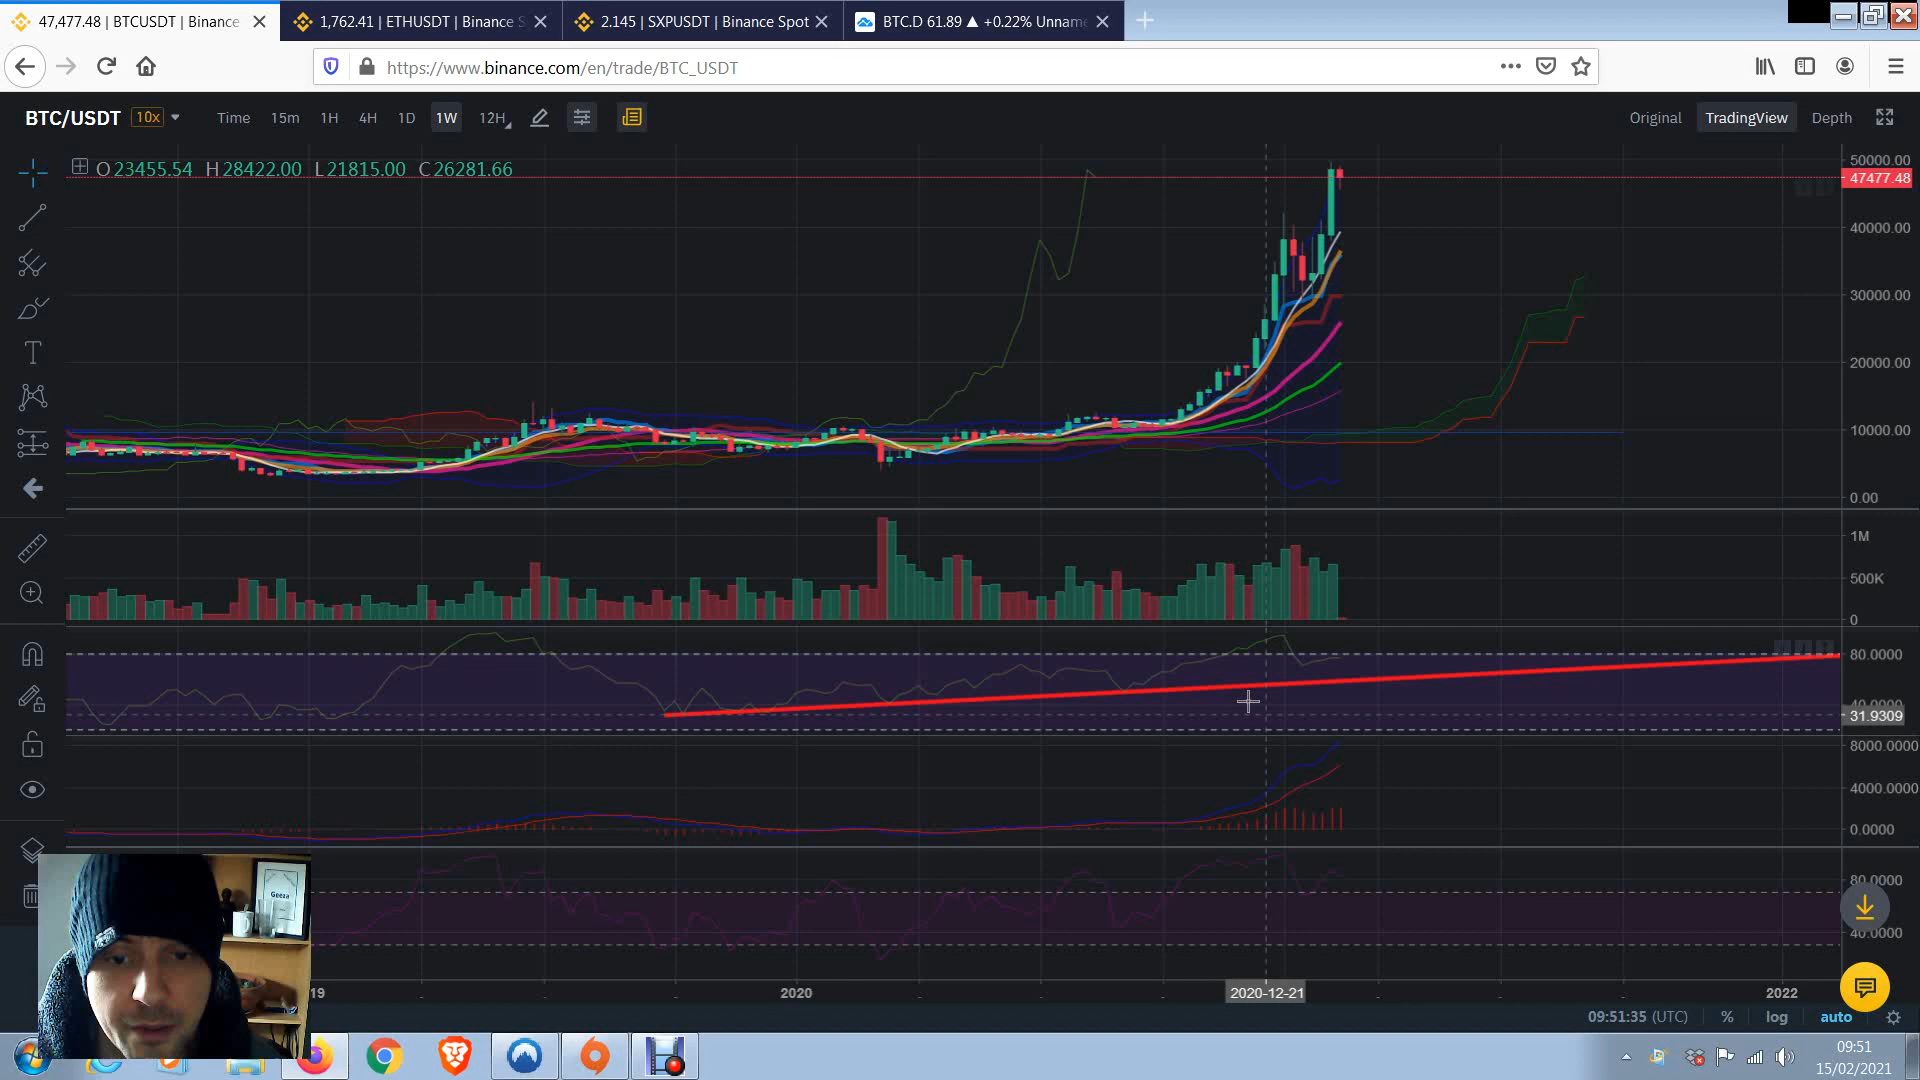 47,477.48 | BTCUSDT | Binance
1,762.41 | ETHUSDT | Binance S
2.145 | SXPUSDT | Binance Spot
BTC.D 61.89 ▲ +0.22% Unname
https://www.binance.com/en/trade/BTC_USDT
BTC/USDT 10x Time 15m 1H 4H 1D 1W 12H Original TradingView Depth
O 23455.54 H 28422.00 L 21815.00 C 26281.66
50000.00
47477.48
40000.00
30000.00
20000.00
10000.00
0.00
1M
500K
0
80.0000
31.9309
8000.0000
4000.0000
0.0000
80.0000
40.0000
Geeza
19 2020 2020-12-21 2022
09:51:35 (UTC) % log auto
09:51
15/02/2021